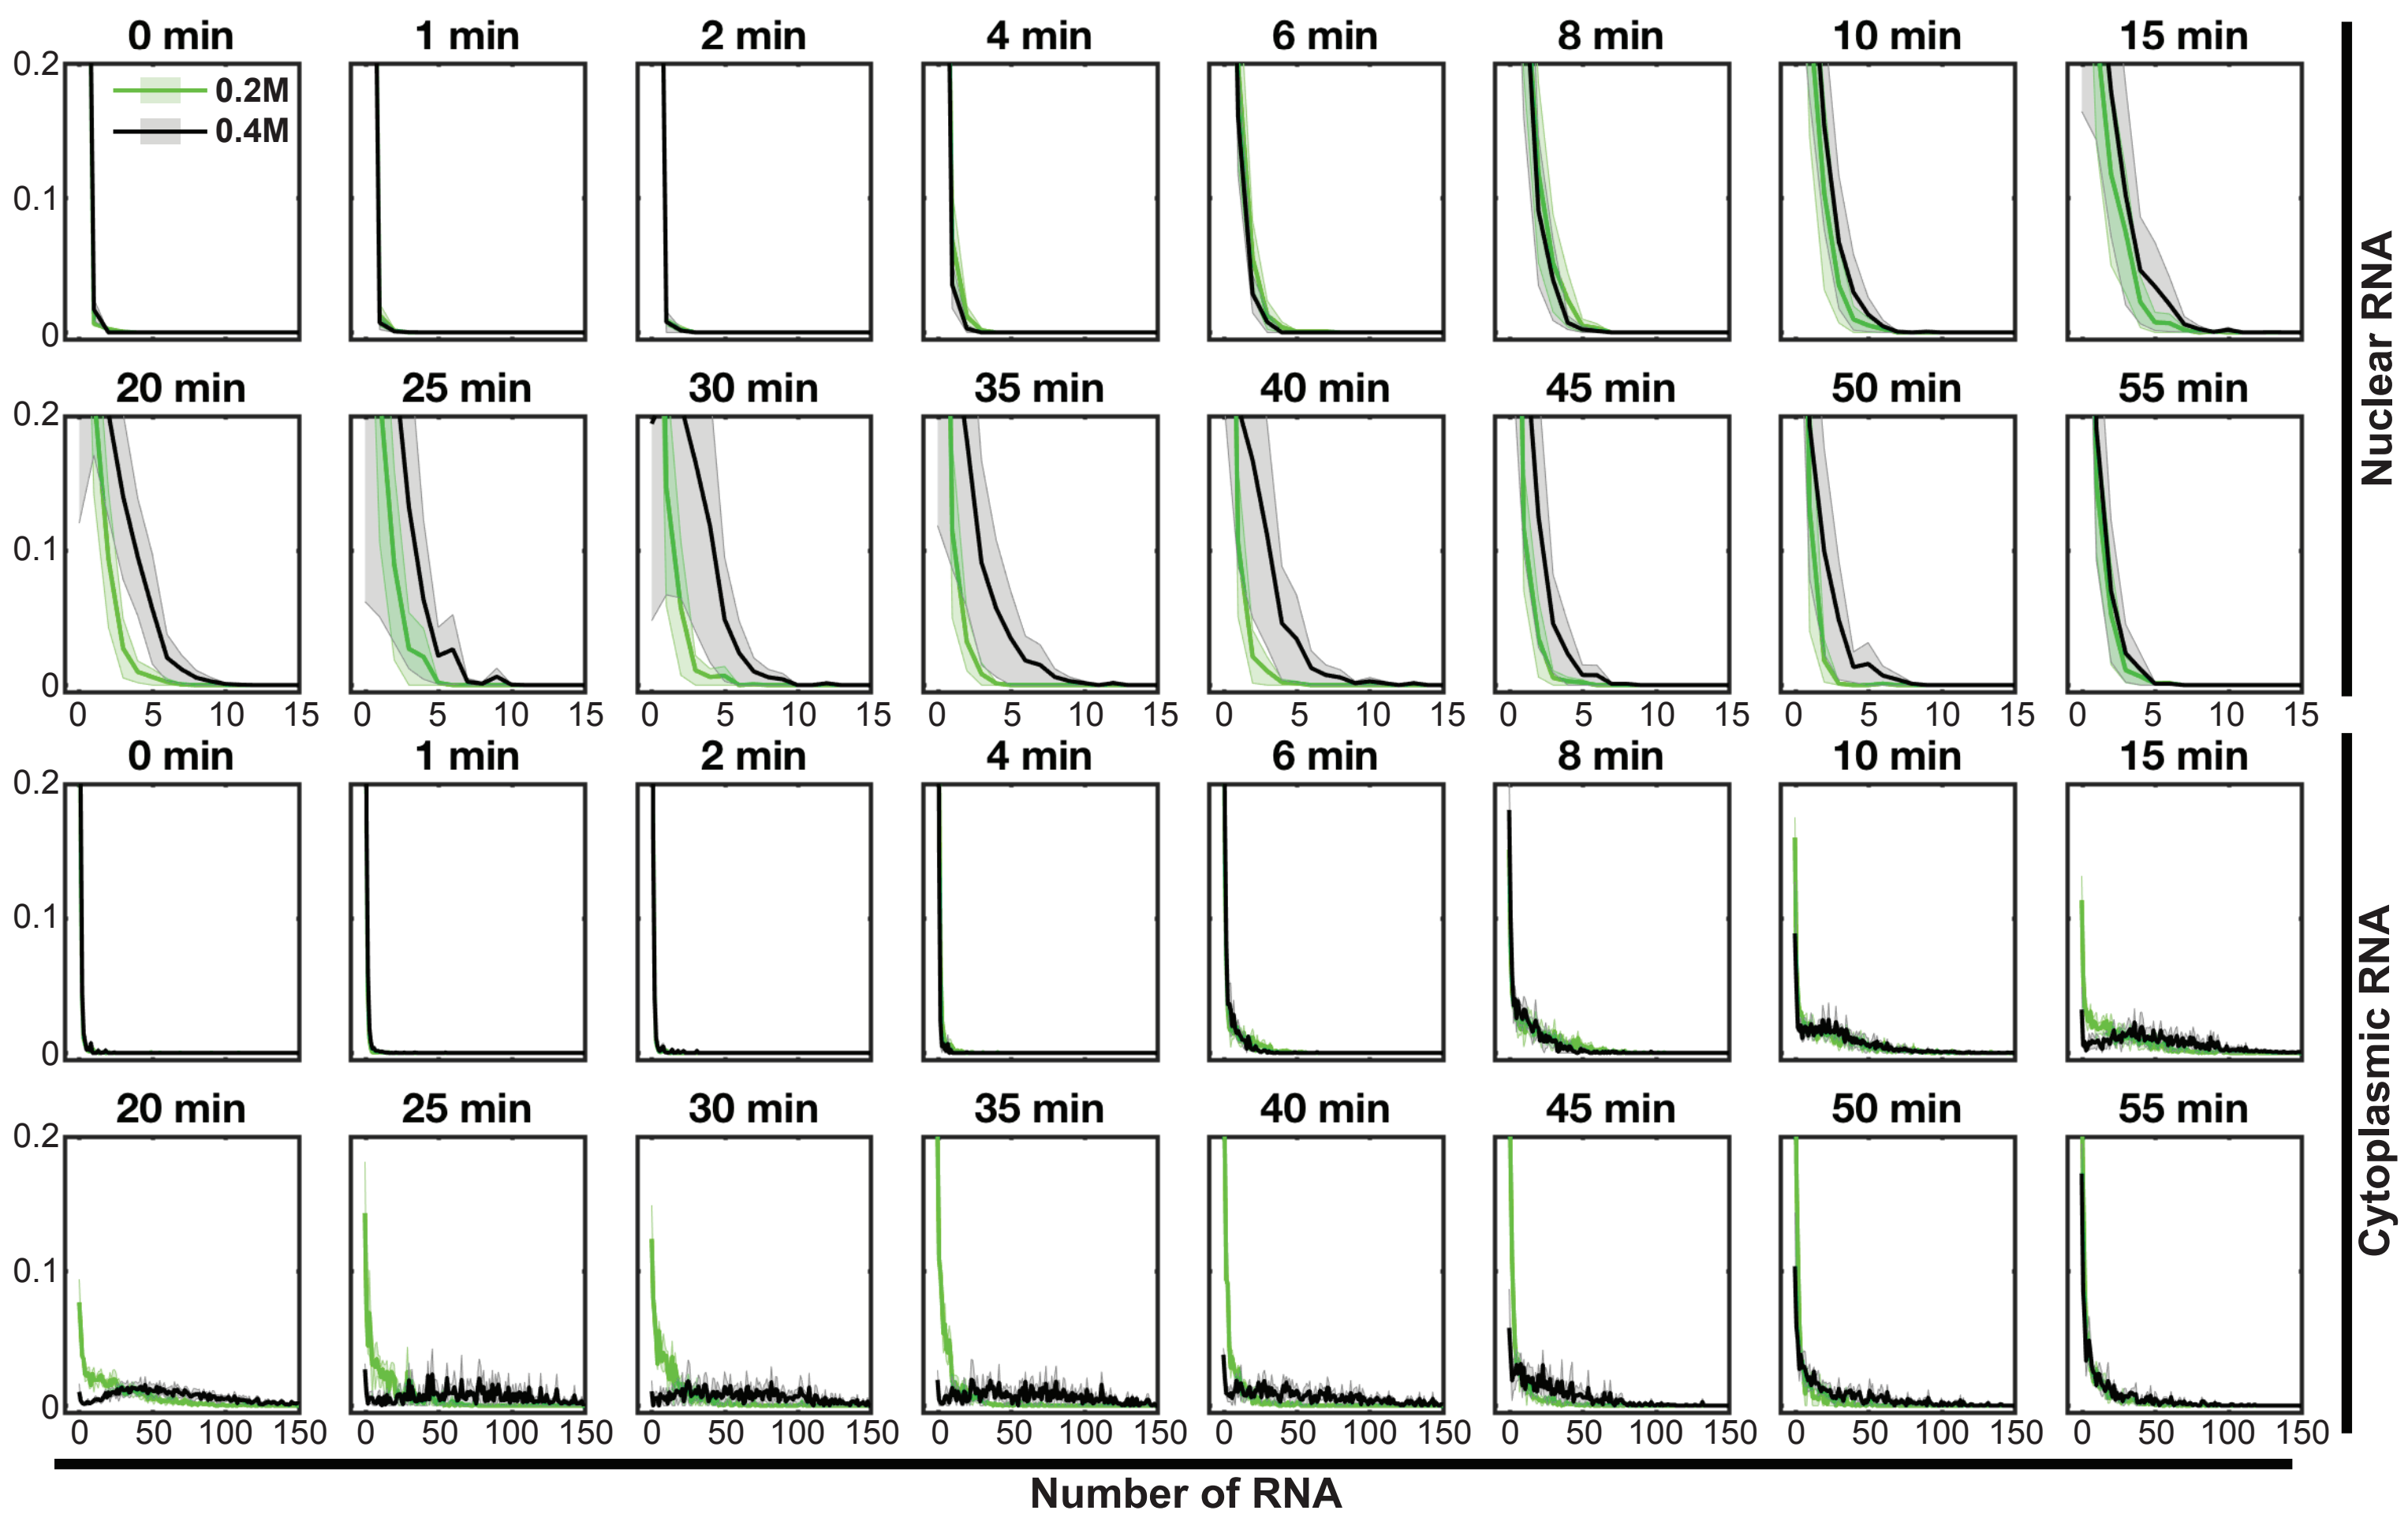 0 min 1 min 2 min 4 min 6 min 8 min 10 min 15 min
0.2
0.1
0
0.2M
0.4M
20 min 25 min 30 min 35 min 40 min 45 min 50 min 55 min
0.2
0.1
0
0 5 10 15 0 5 10 15 0 5 10 15 0 5 10 15 0 5 10 15 0 5 10 15 0 5 10 15 0 5 10 15
Nuclear RNA
0 min 1 min 2 min 4 min 6 min 8 min 10 min 15 min
0.2
0.1
0
20 min 25 min 30 min 35 min 40 min 45 min 50 min 55 min
0.2
0.1
0
0 50 100 150 0 50 100 150 0 50 100 150 0 50 100 150 0 50 100 150 0 50 100 150 0 50 100 150 0 50 100 150
Cytoplasmic RNA
Number of RNA